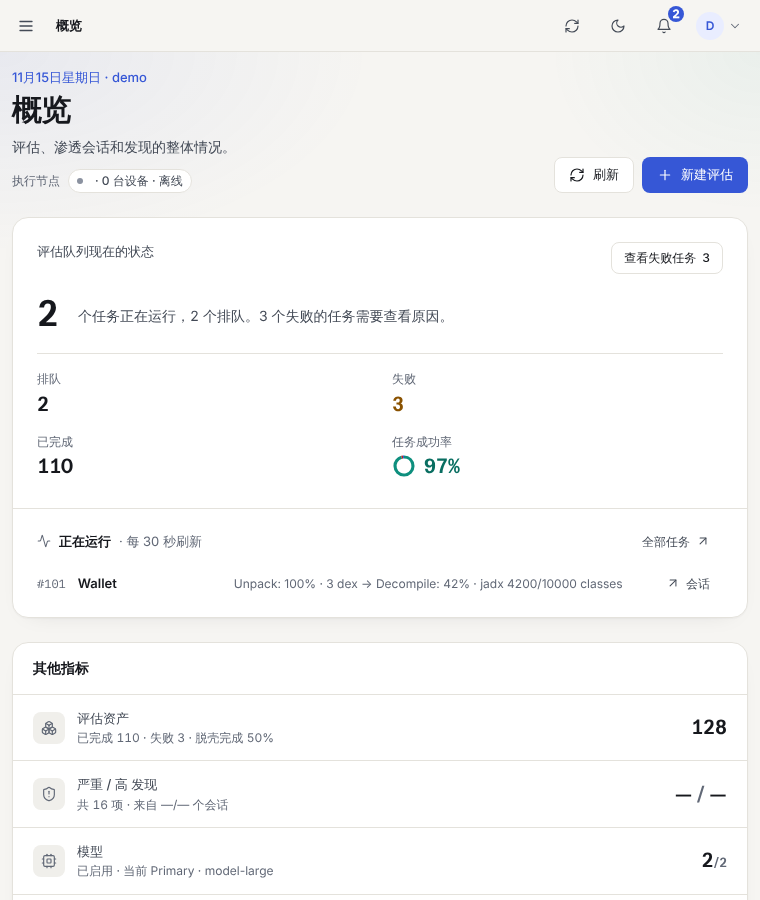 概览
2
D
11月15日星期日 · demo
概览
评估、渗透会话和发现的整体情况。
执行节点 · 0 台设备 · 离线
刷新
新建评估
评估队列现在的状态
查看失败任务 3
2 个任务正在运行，2 个排队。3 个失败的任务需要查看原因。
排队
2
失败
3
已完成
110
任务成功率
97%
正在运行 · 每 30 秒刷新
全部任务
#101 Wallet Unpack: 100% · 3 dex → Decompile: 42% · jadx 4200/10000 classes 会话
其他指标
评估资产
已完成 110 · 失败 3 · 脱壳完成 50%
128
严重 / 高 发现
共 16 项 · 来自 —/— 个会话
— / —
模型
已启用 · 当前 Primary · model-large
2/2